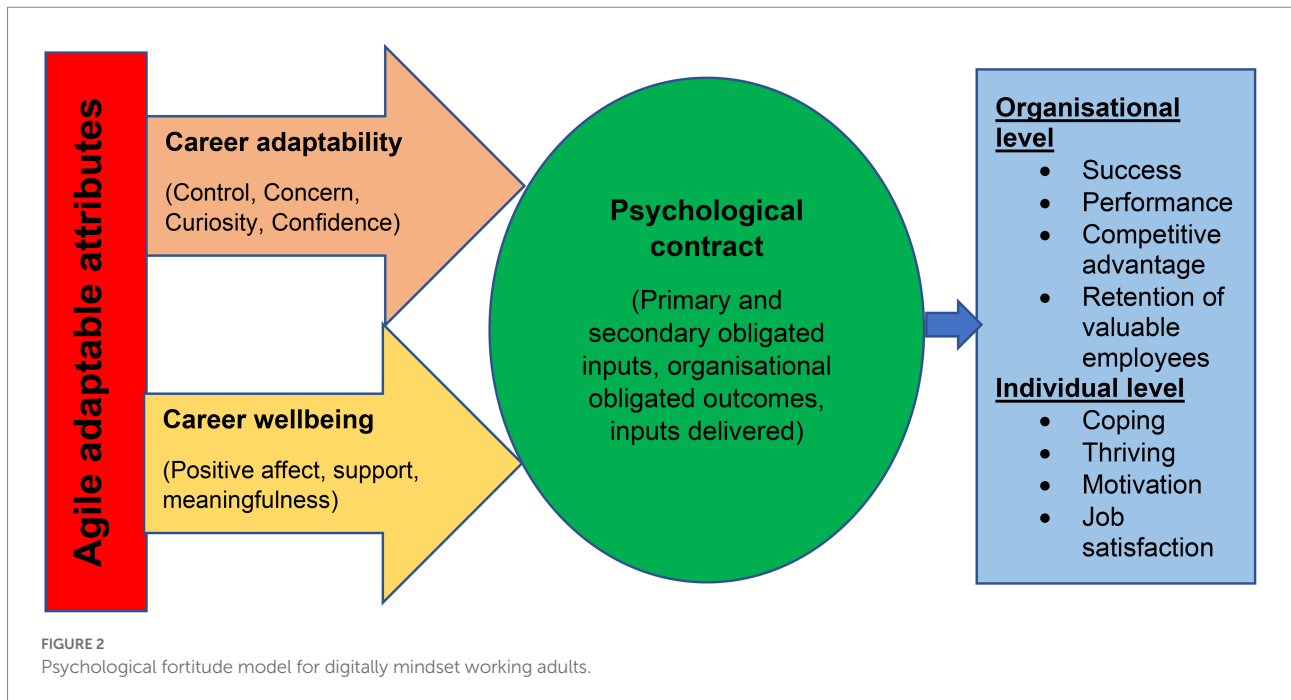 Agile adaptable attributes
Career adaptability
(Control, Concern,
Curiosity, Confidence)
Career wellbeing
(Positive affect, support,
meaningfulness)
Psychological
contract
(Primary and
secondary obligated
inputs, organisational
obligated outcomes,
inputs delivered)
Organisational
level
• Success
• Performance
• Competitive
advantage
• Retention of
valuable
employees
Individual level
• Coping
• Thriving
• Motivation
• Job
satisfaction
FIGURE 2
Psychological fortitude model for digitally mindset working adults.